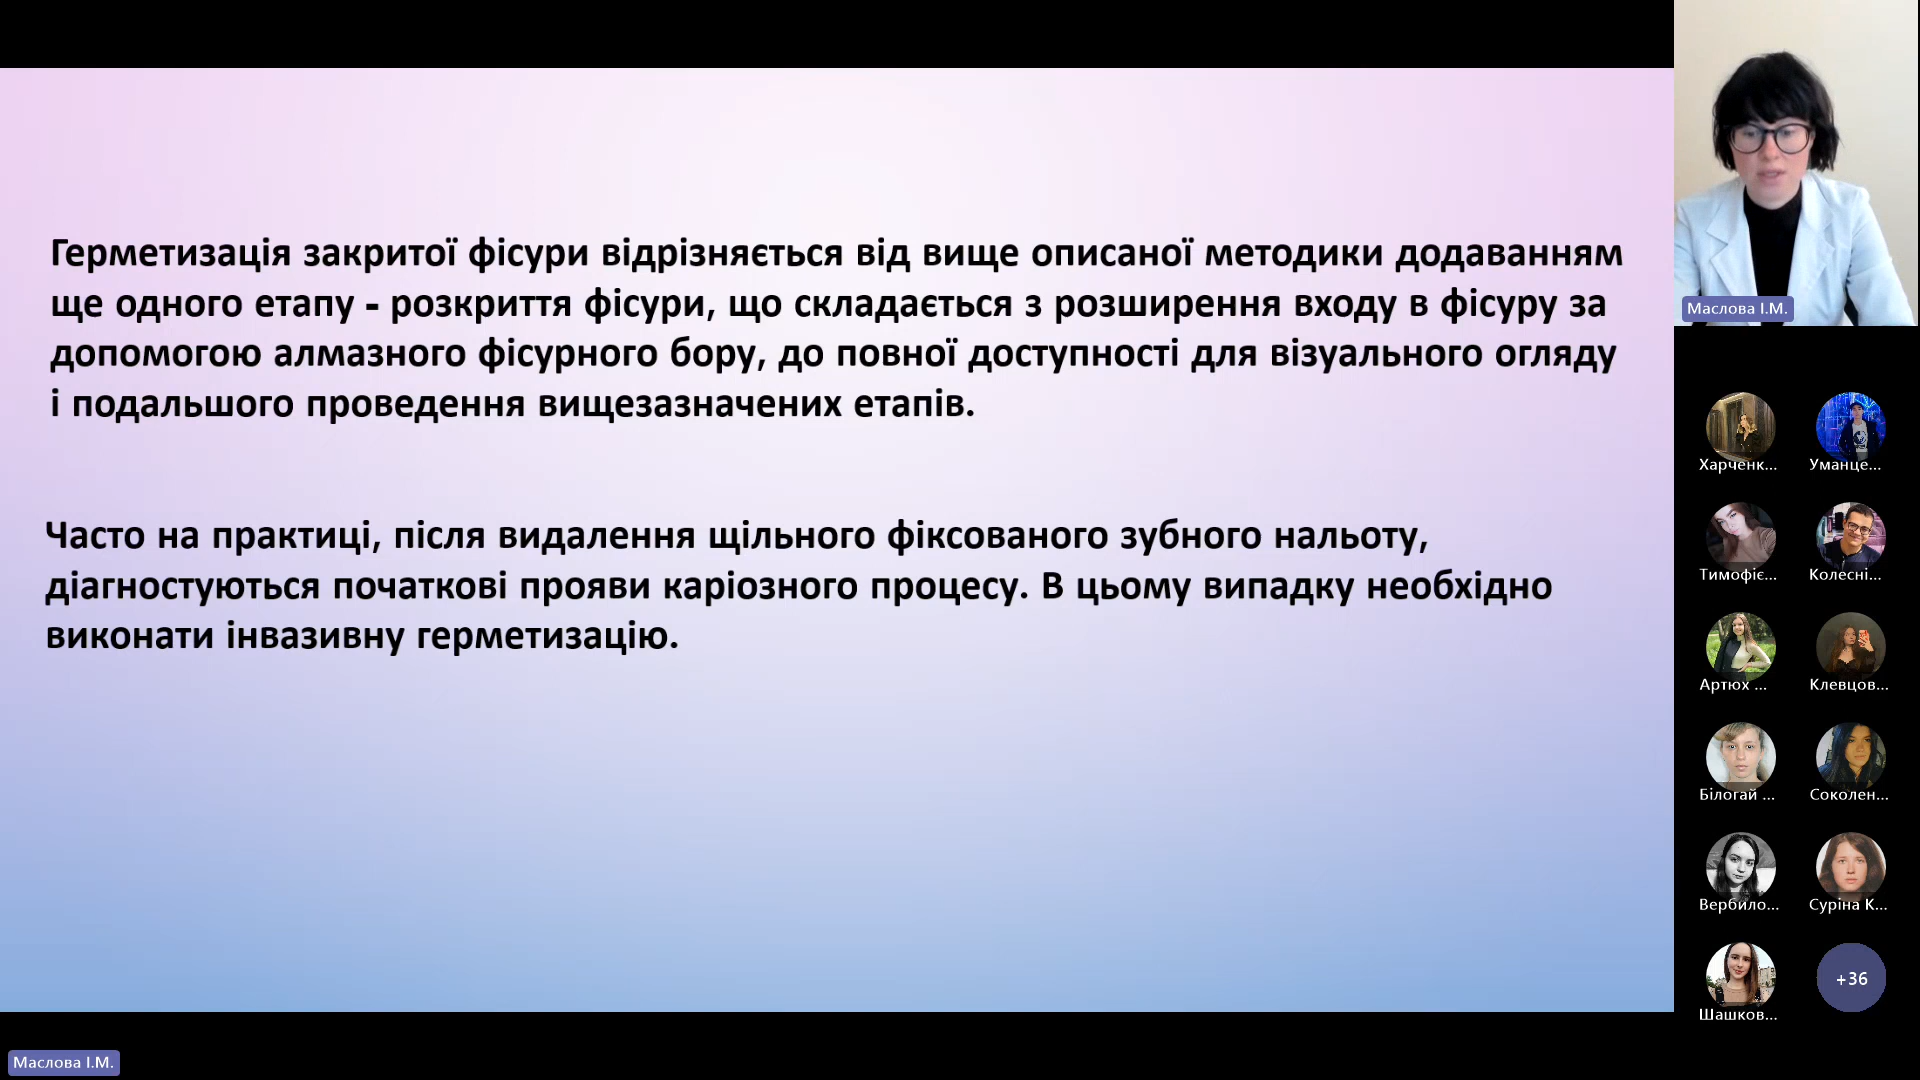 Герметизація закритої фісури відрізняється від вище описаної методики додаванням
ще одного етапу - розкриття фісури, що складається з розширення входу в фісуру за
допомогою алмазного фісурного бору, до повної доступності для візуального огляду
і подальшого проведення вищезазначених етапів.
Часто на практиці, після видалення щільного фіксованого зубного нальоту,
діагностуються початкові прояви каріозного процесу. В цьому випадку необхідно
виконати інвазивну герметизацію.
Маслова І.М.
Харченк...
Уманце...
Тимофіє...
Колесні...
Артюх ...
Клевцов...
Білогай ...
Соколен...
Вербило...
Суріна К...
Шашков...
+36
Маслова І.М.